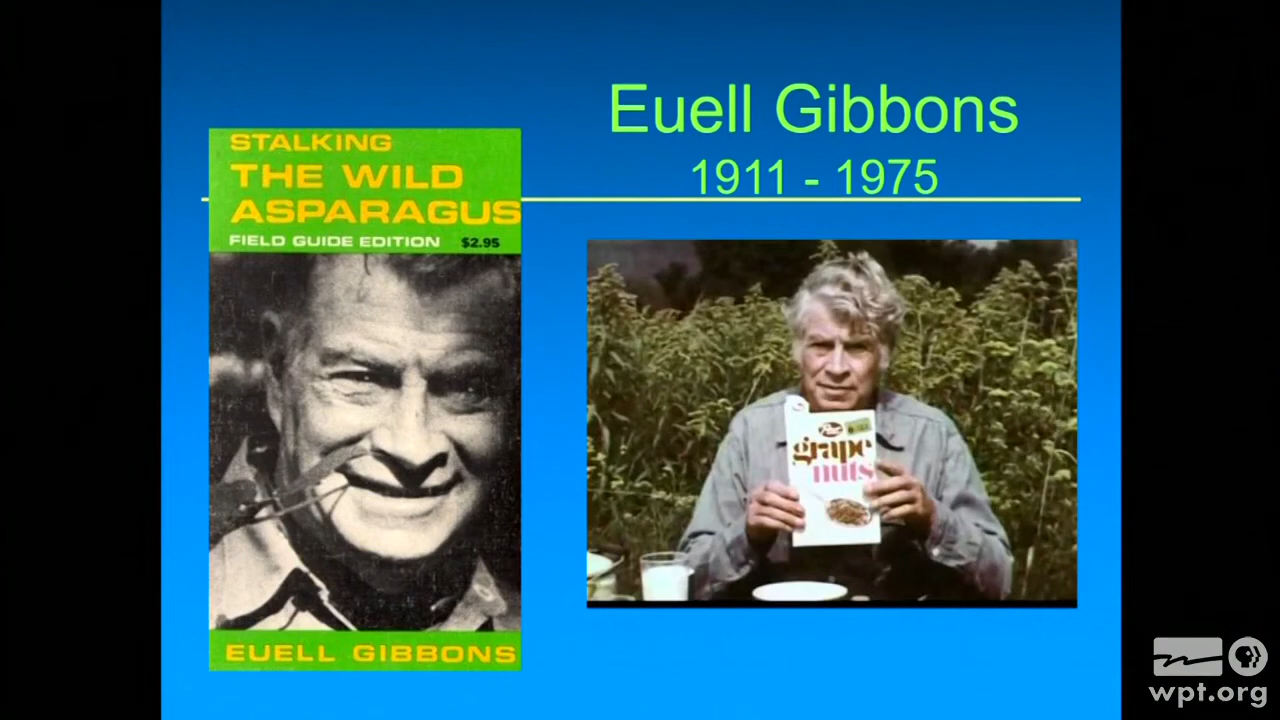 Euell Gibbons
1911 - 1975
STALKING
THE WILD
ASPARAGUS
FIELD GUIDE EDITION $2.95
EUELL GIBBONS
Post
grape
nuts
wpt.org